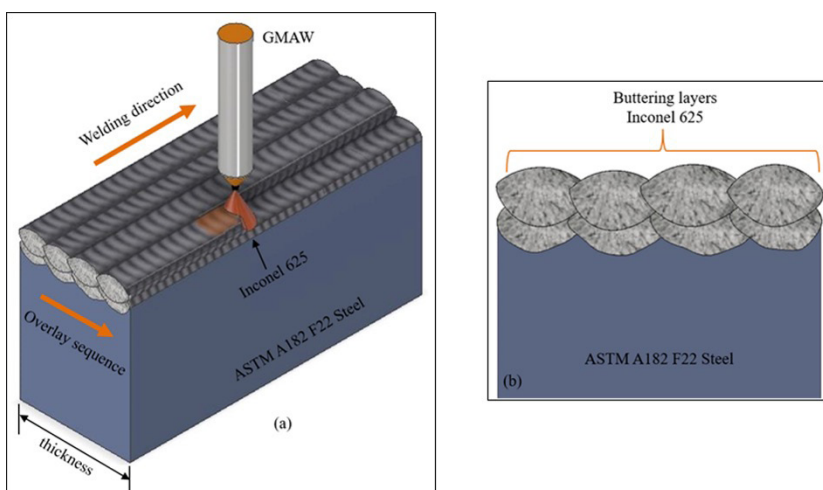 GMAW
Welding direction
Inconel 625
Overlay sequence
ASTM A182 F22 Steel
thickness
(a)
Buttering layers
Inconel 625
ASTM A182 F22 Steel
(b)